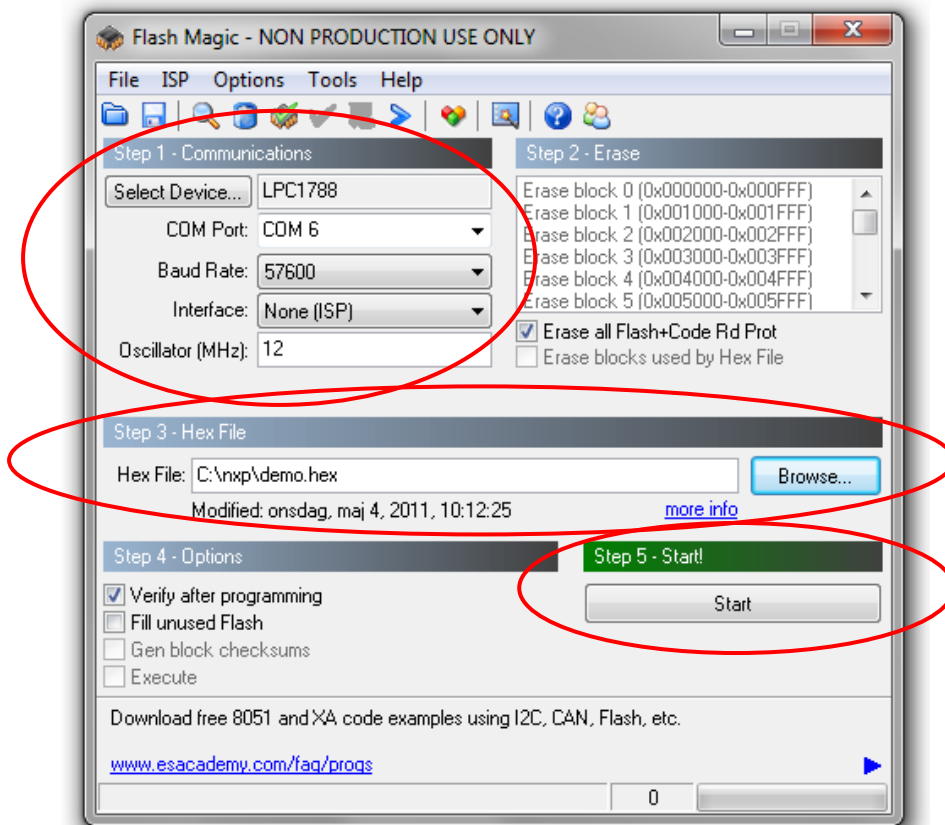 Flash Magic - NON PRODUCTION USE ONLY
File ISP Options Tools Help
Step 1 - Communications
Select Device... LPC1788
COM Port: COM 6
Baud Rate: 57600
Interface: None (ISP)
Oscillator (MHz): 12
Step 2 - Erase
Erase block 0 (0x000000-0x000FFF)
Erase block 1 (0x001000-0x001FFF)
Erase block 2 (0x002000-0x002FFF)
Erase block 3 (0x003000-0x003FFF)
Erase block 4 (0x004000-0x004FFF)
Erase block 5 (0x005000-0x005FFF)
Erase all Flash+Code Rd Prot
Erase blocks used by Hex File
Step 3 - Hex File
Hex File: C:\nxp\demo.hex Browse...
Modified: onsdag, maj 4, 2011, 10:12:25 more info
Step 4 - Options
Verify after programming
Fill unused Flash
Gen block checksums
Execute
Step 5 - Start!
Start
Download free 8051 and XA code examples using I2C, CAN, Flash, etc.
www.esacademy.com/faq/progs
0